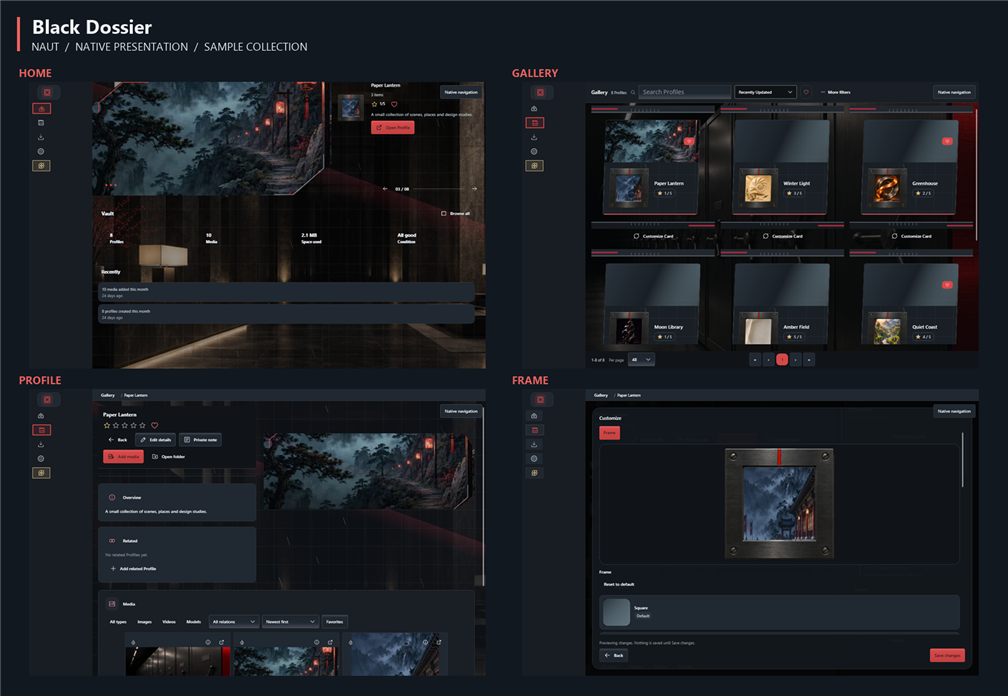 Black Dossier
NAUT / NATIVE PRESENTATION / SAMPLE COLLECTION
HOME
Paper Lantern
3 items
1/5
A small collection of scenes, places and design studies.
Open Profile
Native navigation
03 / 08
Vault
Browse all
8
Profiles
10
Media
2.1 MB
Space used
All good
Condition
Recently
10 media added this month
24 days ago
8 profiles created this month
24 days ago
GALLERY
Gallery
8 Profiles
Search Profiles
Recently Updated
More filters
Native navigation
Paper Lantern
1/5
Winter Light
3/5
Greenhouse
2/5
Customize Card
Customize Card
Customize Card
Moon Library
1/5
Amber Field
5/5
Quiet Coast
4/5
1-8 of 8
Per page
48
1
PROFILE
Gallery / Paper Lantern
Native navigation
Paper Lantern
Back
Edit details
Private note
Add media
Open folder
Overview
A small collection of scenes, places and design studies.
Related
No related Profiles yet.
Add related Profile
Media
All types
Images
Videos
Models
All relations
Newest first
Favorites
FRAME
Gallery / Paper Lantern
Native navigation
Customize
Frame
Frame
Reset to default
Square
Default
Previewing changes. Nothing is saved until Save changes.
Back
Save changes